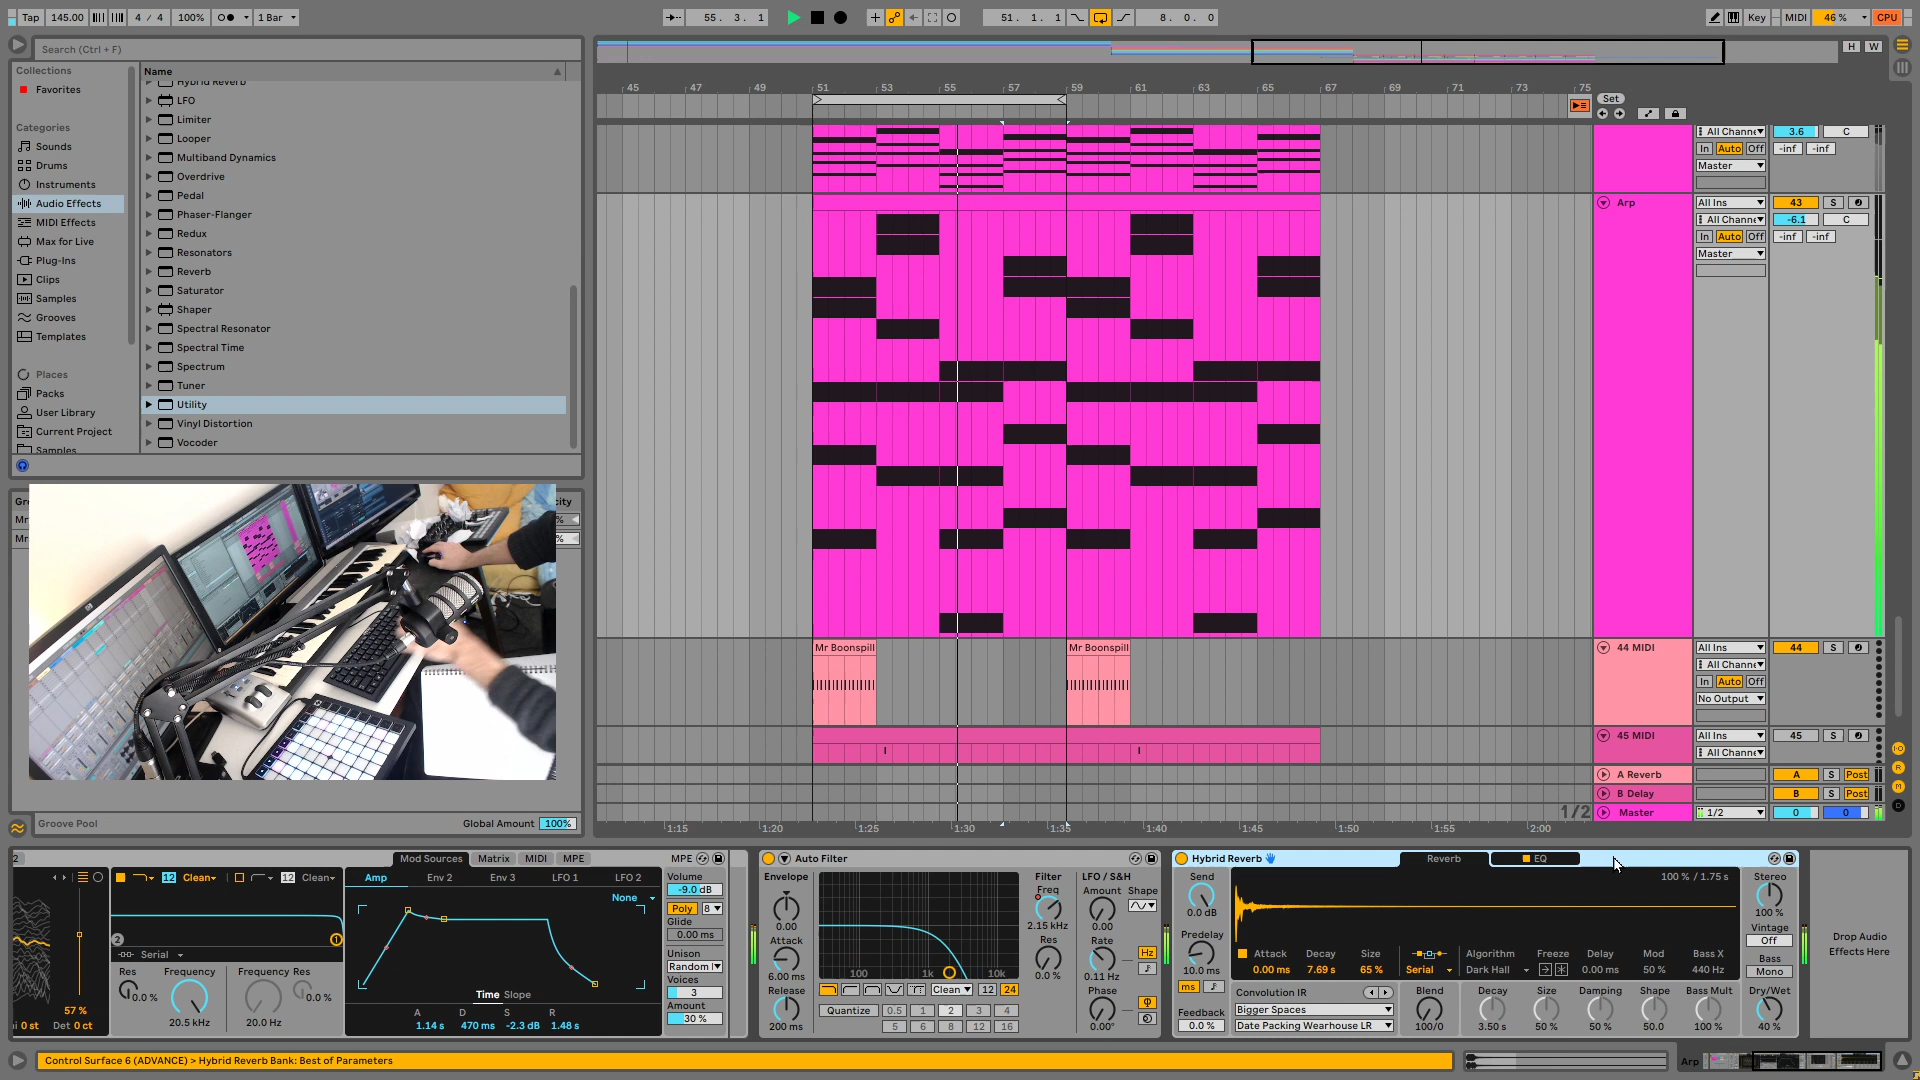 Tap 145.00 4 / 4 100% 1 Bar 55. 3. 1 51. 1. 1 8. 0. 0 Key MIDI 46 % CPU
Search (Ctrl + F)
H W
Collections
Favorites
Categories
Sounds
Drums
Instruments
Audio Effects
MIDI Effects
Max for Live
Plug-Ins
Clips
Samples
Grooves
Templates
Places
Packs
User Library
Current Project
Samples
Name
Hybrid Reverb
LFO
Limiter
Looper
Multiband Dynamics
Overdrive
Pedal
Phaser-Flanger
Redux
Resonators
Reverb
Saturator
Shaper
Spectral Resonator
Spectral Time
Spectrum
Tuner
Utility
Vinyl Distortion
Vocoder
45 47 49 51 53 55 57 59 61 63 65 67 69 71 73 75
Set
All Channe 3.6 C
In Auto Off -inf -inf
Master
Arp All Ins 43 S
All Channe -6.1 C
In Auto Off -inf -inf
Master
Mr Boonspill Mr Boonspill 44 MIDI All Ins 44 S
All Channe
In Auto Off
No Output
45 MIDI All Ins 45 S
All Channe
A Reverb A S Post
B Delay B S Post
1/2 Master 1/2 0 0
1:15 1:20 1:25 1:30 1:35 1:40 1:45 1:50 1:55 2:00
Groove Pool Global Amount 100%
2 Mod Sources Matrix MIDI MPE MPE
12 Clean 12 Clean
Amp Env 2 Env 3 LFO 1 LFO 2
None
2 1
Serial
Res Frequency Frequency Res
0.0 % 0.0 %
57 %
0 st Det 0 ct 20.5 kHz 20.0 Hz
Time Slope
A D S R
1.14 s 470 ms -2.3 dB 1.48 s
Volume
-9.0 dB
Poly 8
Glide
0.00 ms
Unison
Voices
3
Amount
30 %
Auto Filter
Envelope
0.00
Attack
6.00 ms
Release
200 ms
100 1k 10k
Clean 12 24
Quantize 0.5 1 2 3 4
5 6 8 12 16
Filter
Freq
2.15 kHz
Res
0.0 %
LFO / S&H
Amount Shape
0.00
Rate Hz
0.11 Hz
Phase
0.00°
Hybrid Reverb Reverb EQ
Send
0.0 dB
Predelay
10.0 ms
ms
Feedback
0.0 %
100 % / 1.75 s
Attack Decay Size Algorithm Freeze Delay Mod Bass X
0.00 ms 7.69 s 65 % Serial Dark Hall 0.00 ms 50 % 440 Hz
Convolution IR
Bigger Spaces
Date Packing Wearhouse LR
Blend Decay Size Damping Shape Bass Mult
100/0 3.50 s 50 % 50 % 50.0 100 %
Stereo
100 %
Vintage
Off
Bass
Mono
Dry/Wet
40 %
Drop Audio
Effects Here
Control Surface 6 (ADVANCE) > Hybrid Reverb Bank: Best of Parameters
Arp